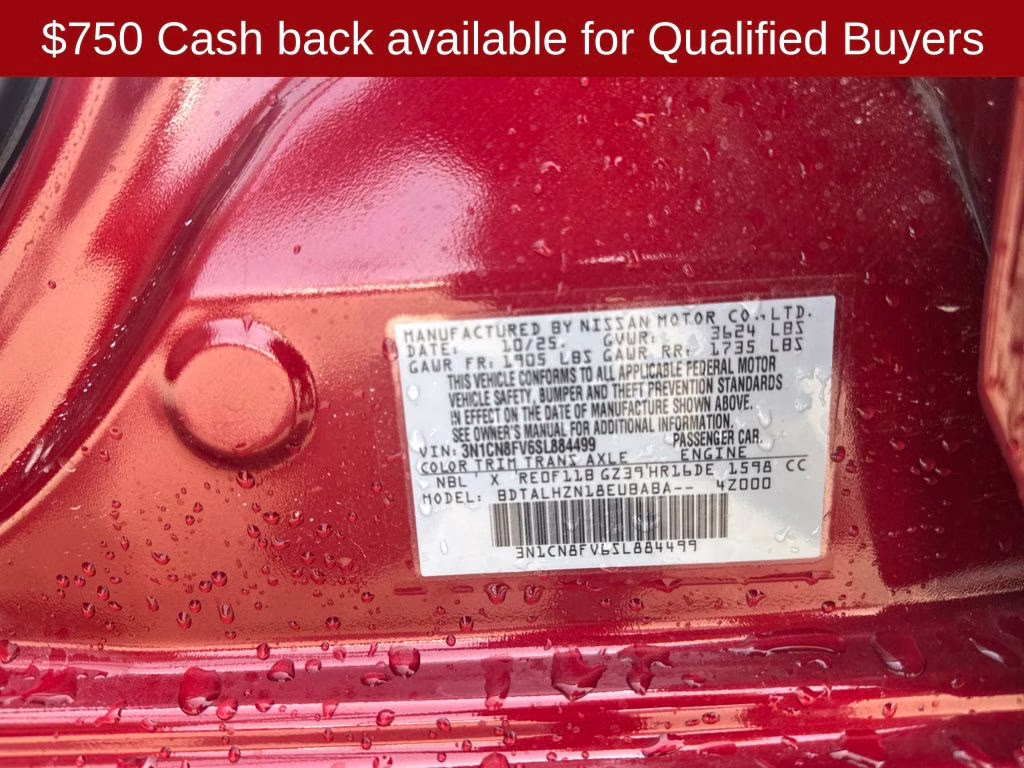 $750 Cash back available for Qualified Buyers
MANUFACTURED BY NISSAN MOTOR CO.,LTD.
DATE: 10/25. GVWR: 3624 LBS
GAWR FR: 1905 LBS GAWR RR: 1735 LBS
THIS VEHICLE CONFORMS TO ALL APPLICABLE FEDERAL MOTOR
VEHICLE SAFETY, BUMPER AND THEFT PREVENTION STANDARDS
IN EFFECT ON THE DATE OF MANUFACTURE SHOWN ABOVE.
SEE OWNER'S MANUAL FOR ADDITIONAL INFORMATION.
VIN: 3N1CN8FV6SL884499 PASSENGER CAR.
COLOR TRIM TRANS AXLE ENGINE
NBL X RE0F11B GZ39 HR16DE 1598 CC
MODEL: BDTALHZN18EUBABA-- 4Z000
3N1CN8FV6SL884499